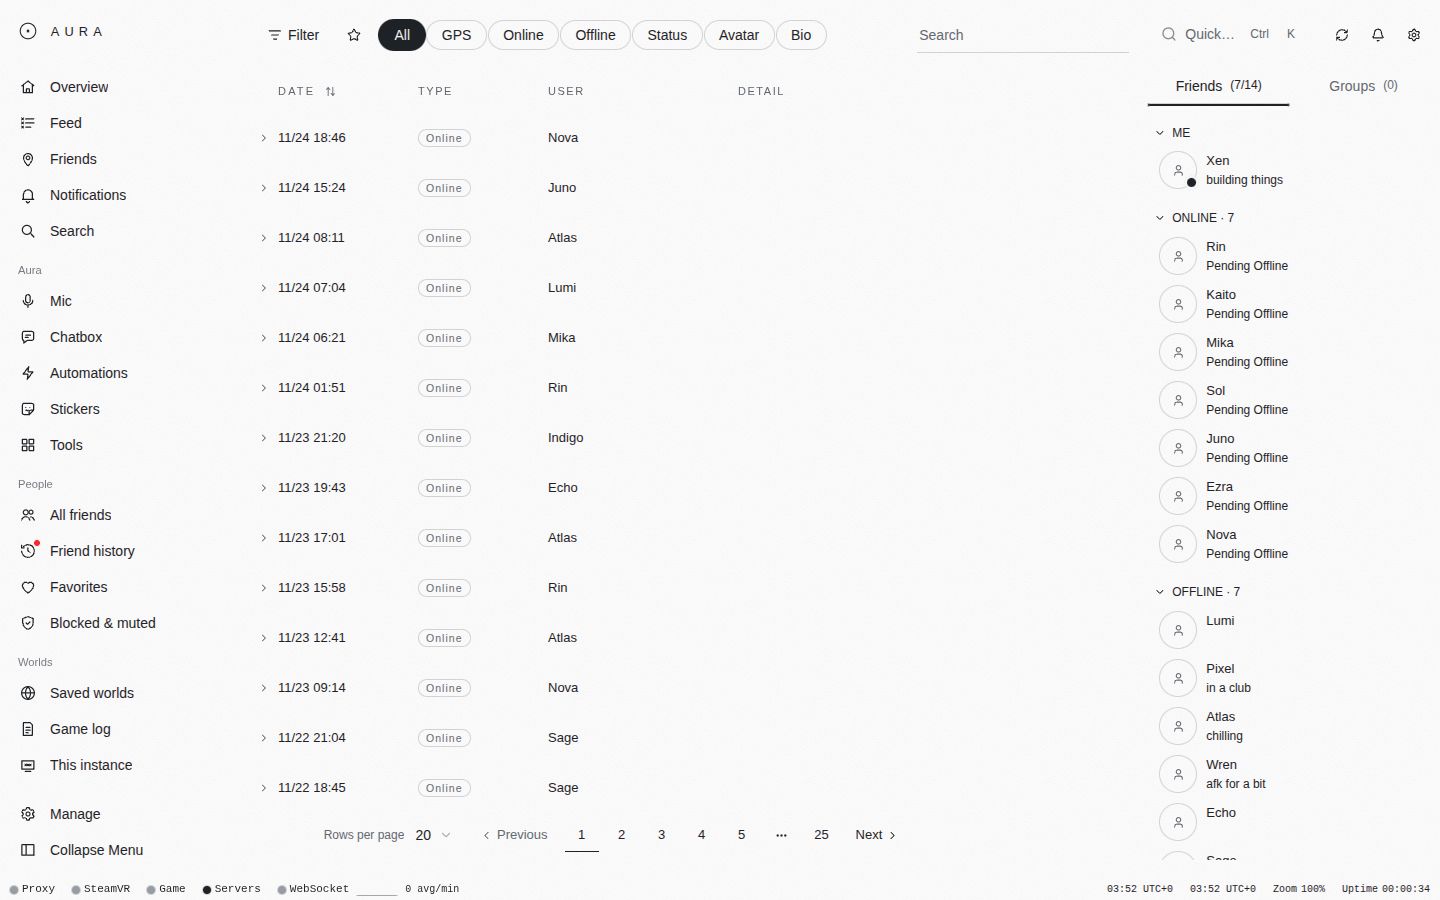 AURA
Overview
Feed
Friends
Notifications
Search
Aura
Mic
Chatbox
Automations
Stickers
Tools
People
All friends
Friend history
Favorites
Blocked & muted
Worlds
Saved worlds
Game log
This instance
Manage
Collapse Menu
Filter All GPS Online Offline Status Avatar Bio Search
DATE TYPE USER DETAIL
11/24 18:46 Online Nova
11/24 15:24 Online Juno
11/24 08:11 Online Atlas
11/24 07:04 Online Lumi
11/24 06:21 Online Mika
11/24 01:51 Online Rin
11/23 21:20 Online Indigo
11/23 19:43 Online Echo
11/23 17:01 Online Atlas
11/23 15:58 Online Rin
11/23 12:41 Online Atlas
11/23 09:14 Online Nova
11/22 21:04 Online Sage
11/22 18:45 Online Sage
Rows per page 20 Previous 1 2 3 4 5 ••• 25 Next
Quick... Ctrl K
Friends (7/14) Groups (0)
ME
Xen
building things
ONLINE · 7
Rin
Pending Offline
Kaito
Pending Offline
Mika
Pending Offline
Sol
Pending Offline
Juno
Pending Offline
Ezra
Pending Offline
Nova
Pending Offline
OFFLINE · 7
Lumi
Pixel
in a club
Atlas
chilling
Wren
afk for a bit
Echo
Sage
Proxy SteamVR Game Servers WebSocket 0 avg/min 03:52 UTC+0 03:52 UTC+0 Zoom 100% Uptime 00:00:34